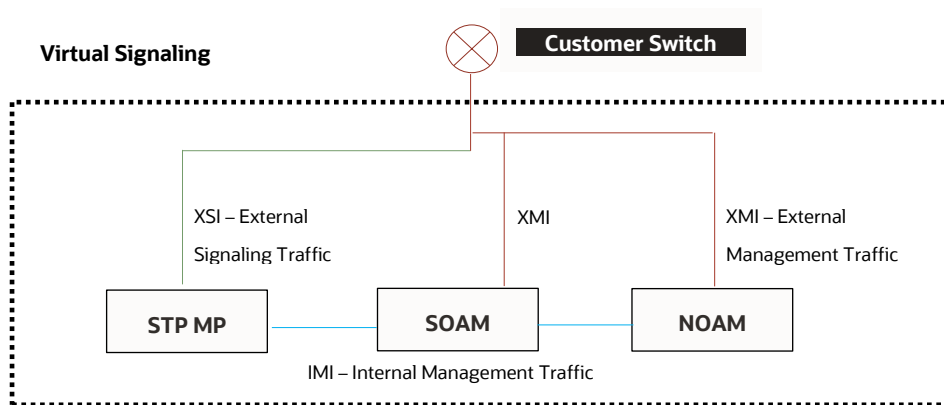 Customer Switch
Virtual Signaling
XSI – External
Signaling Traffic
XMI
XMI – External
Management Traffic
STP MP
SOAM
NOAM
IMI – Internal Management Traffic